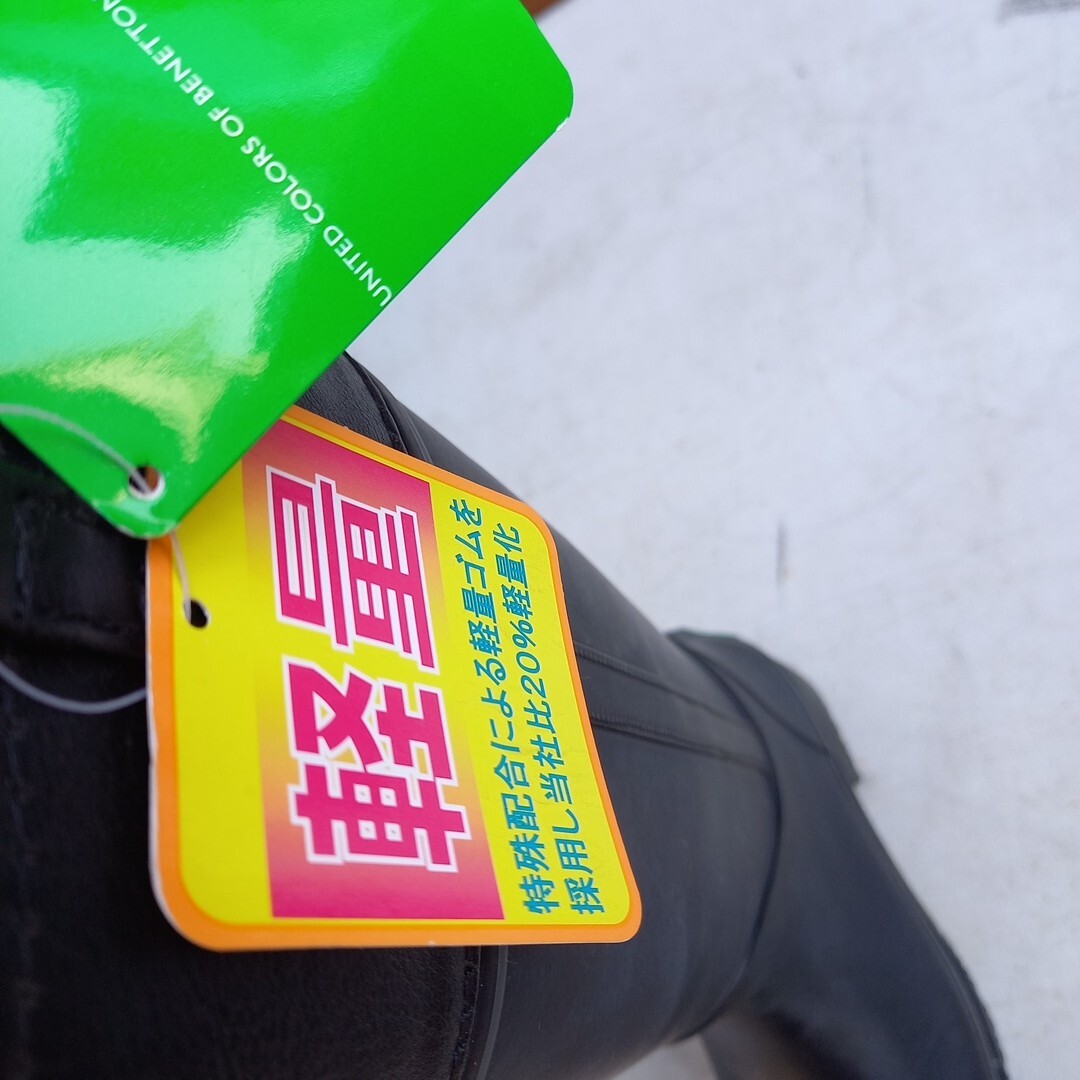 UNITED COLORS OF BENETTON
軽量
特殊配合による軽量ゴムを
採用し当社比20%軽量化